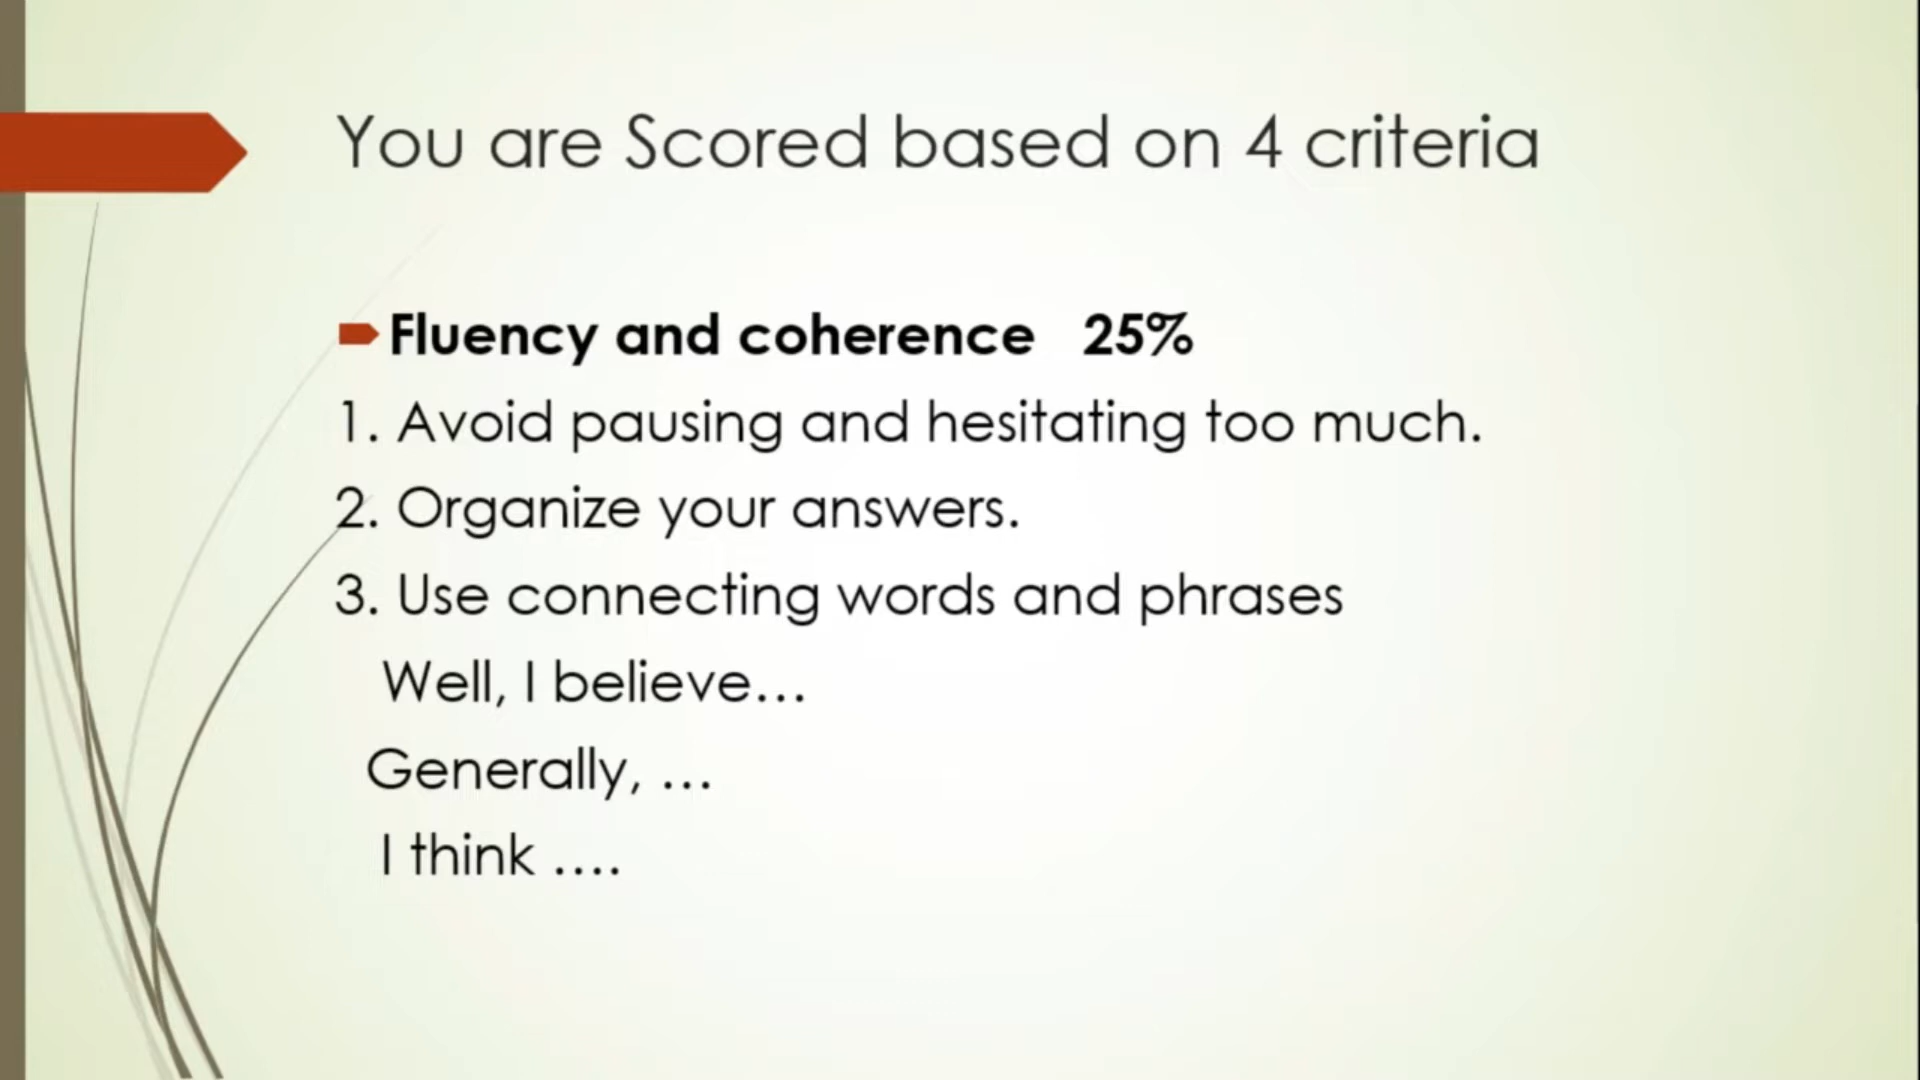 You are Scored based on 4 criteria
Fluency and coherence 25%
1. Avoid pausing and hesitating too much.
2. Organize your answers.
3. Use connecting words and phrases
Well, I believe…
Generally, …
I think ….